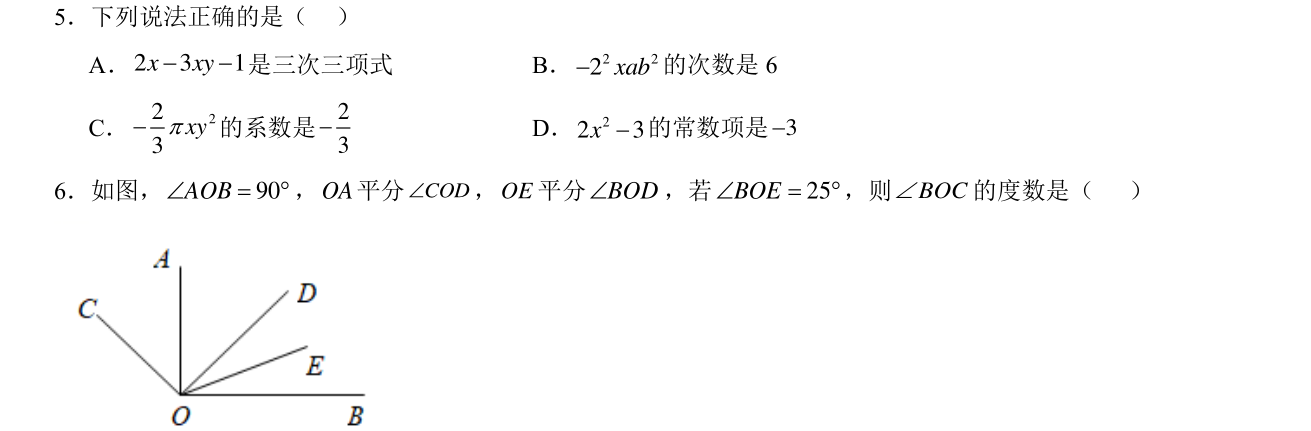 5．下列说法正确的是（ ）
A．2x－3xy－1是三次三项式 B．－2²xab²的次数是 6
C．－2/3πxy²的系数是－2/3 D．2x²－3的常数项是－3
6．如图，∠AOB＝90°，OA平分∠COD，OE平分∠BOD，若∠BOE＝25°，则∠BOC的度数是（ ）
A
D
C
E
O B